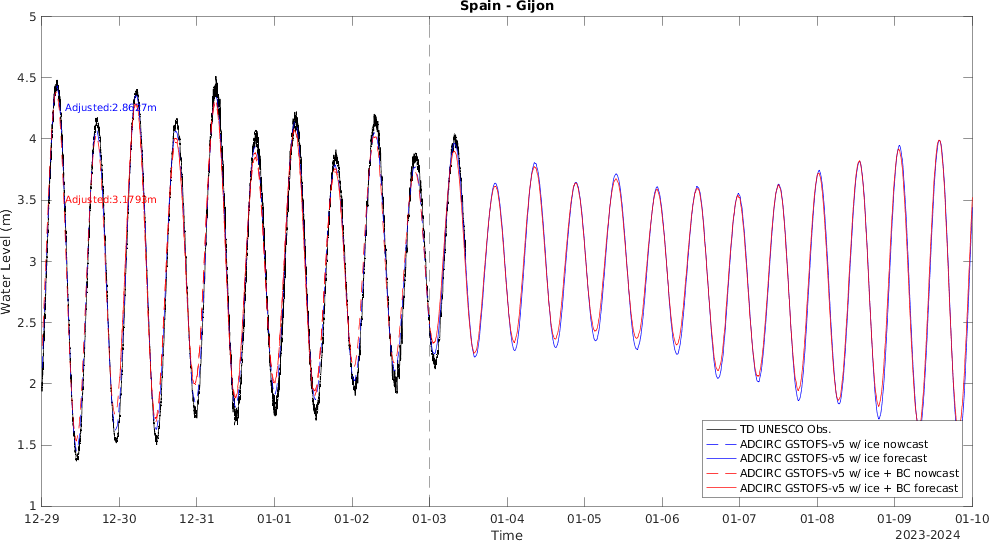 Spain - Gijon
5
4.5
4
3.5
3
2.5
2
1.5
1
Water Level (m)
Adjusted:2.8627m
Adjusted:3.1793m
12-29 12-30 12-31 01-01 01-02 01-03 01-04 01-05 01-06 01-07 01-08 01-09 01-10
Time
2023-2024
TD UNESCO Obs.
ADCIRC GSTOFS-v5 w/ ice nowcast
ADCIRC GSTOFS-v5 w/ ice forecast
ADCIRC GSTOFS-v5 w/ ice + BC nowcast
ADCIRC GSTOFS-v5 w/ ice + BC forecast